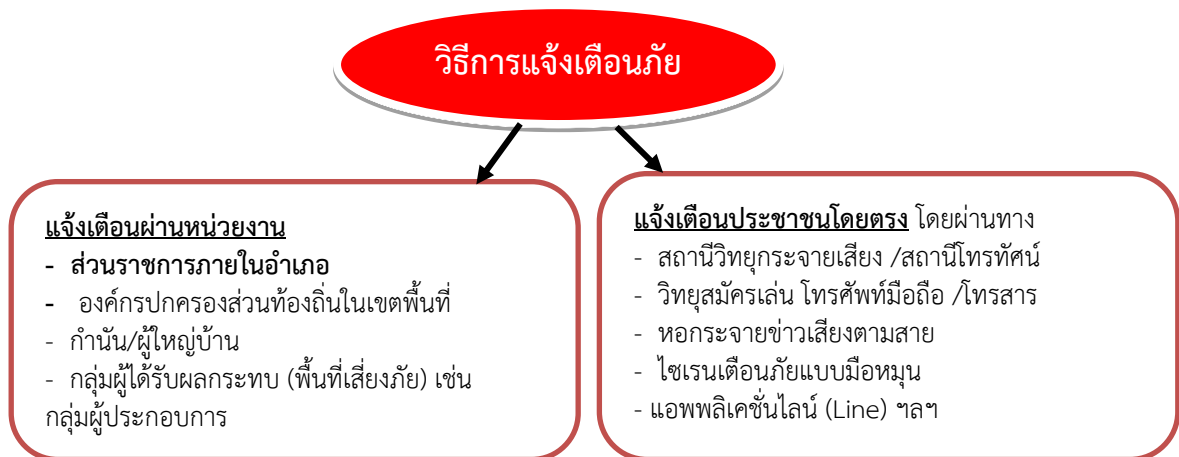 วิธีการแจ้งเตือนภัย
แจ้งเตือนผ่านหน่วยงาน
- ส่วนราชการภายในอำเภอ
- องค์กรปกครองส่วนท้องถิ่นในเขตพื้นที่
- กำนัน/ผู้ใหญ่บ้าน
- กลุ่มผู้ได้รับผลกระทบ (พื้นที่เสี่ยงภัย) เช่น
กลุ่มผู้ประกอบการ
แจ้งเตือนประชาชนโดยตรง โดยผ่านทาง
- สถานีวิทยุกระจายเสียง /สถานีโทรทัศน์
- วิทยุสมัครเล่น โทรศัพท์มือถือ /โทรสาร
- หอกระจายข่าวเสียงตามสาย
- ไซเรนเตือนภัยแบบมือหมุน
- แอพพลิเคชั่นไลน์ (Line) ฯลฯ